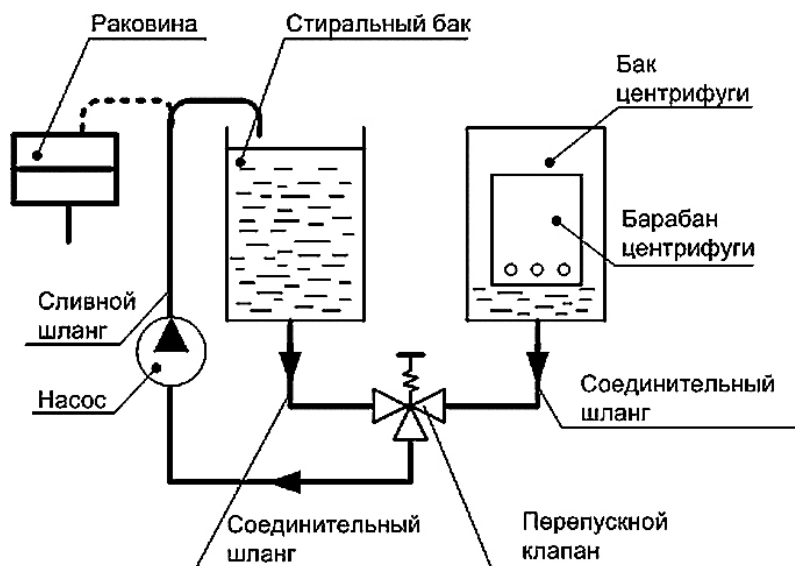 Раковина
Стиральный бак
Бак
центрифуги
Барабан
центрифуги
Сливной
шланг
Насос
Соединительный
шланг
Соединительный
шланг
Перепускной
клапан